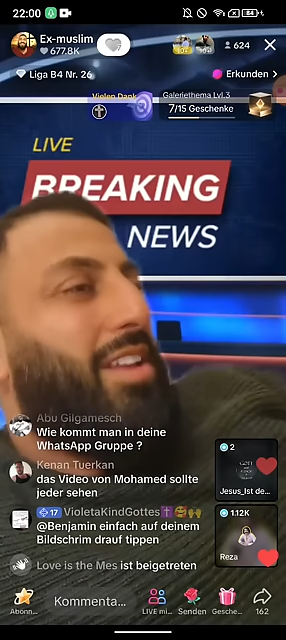 22:00
84
Ex-muslim
677.8K
624
Liga B4 Nr. 26
Erkunden >
Vielen Dank
Galeriethema Lvl.3
7/15 Geschenke
LIVE
BREAKING
NEWS
Abu Gilgamesch
Wie kommt man in deine
WhatsApp Gruppe ?
Kenan Tuerkan
das Video von Mohamed sollte
jeder sehen
17 VioletaKindGottes
@Benjamin einfach auf deinem
Bildschrim drauf tippen
Love is the Mes ist beigetreten
2
Jesus_Ist de...
112K
Reza
Kommenta...
Abonn...
LIVE mi...
Senden
Gesche...
162